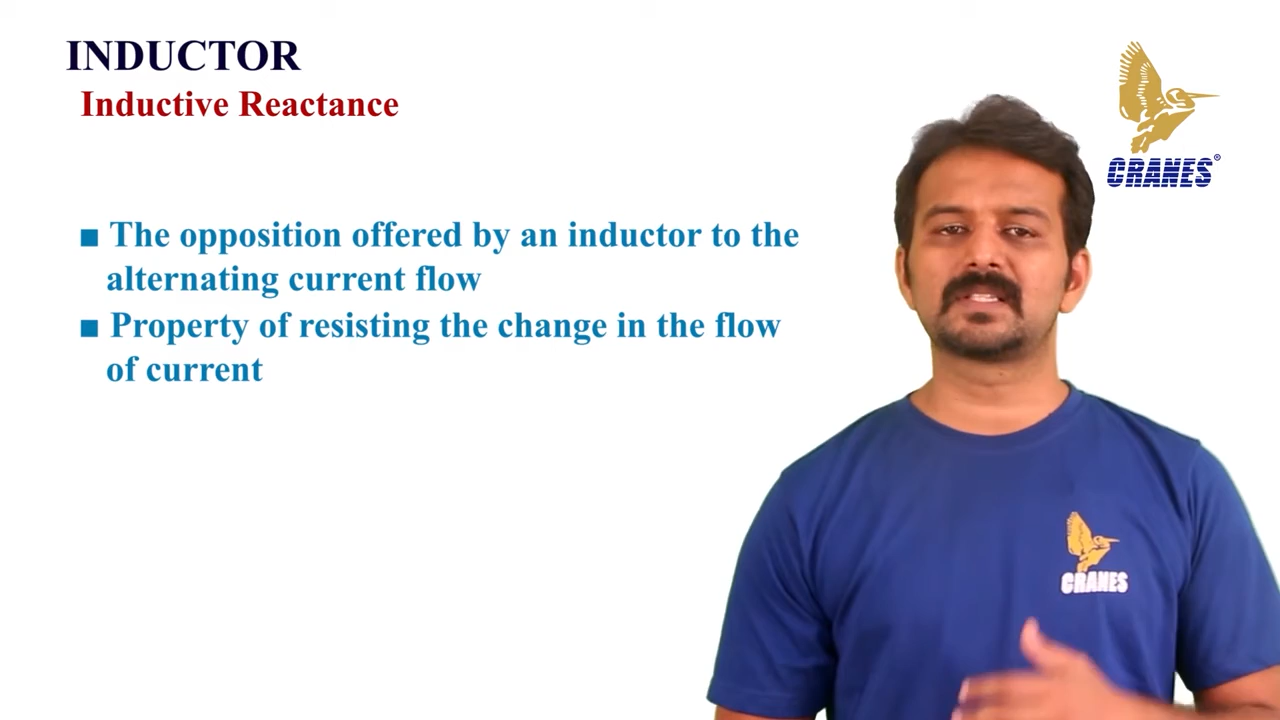 INDUCTOR
Inductive Reactance
CRANES®
■ The opposition offered by an inductor to the
alternating current flow
■ Property of resisting the change in the flow
of current
CRANES